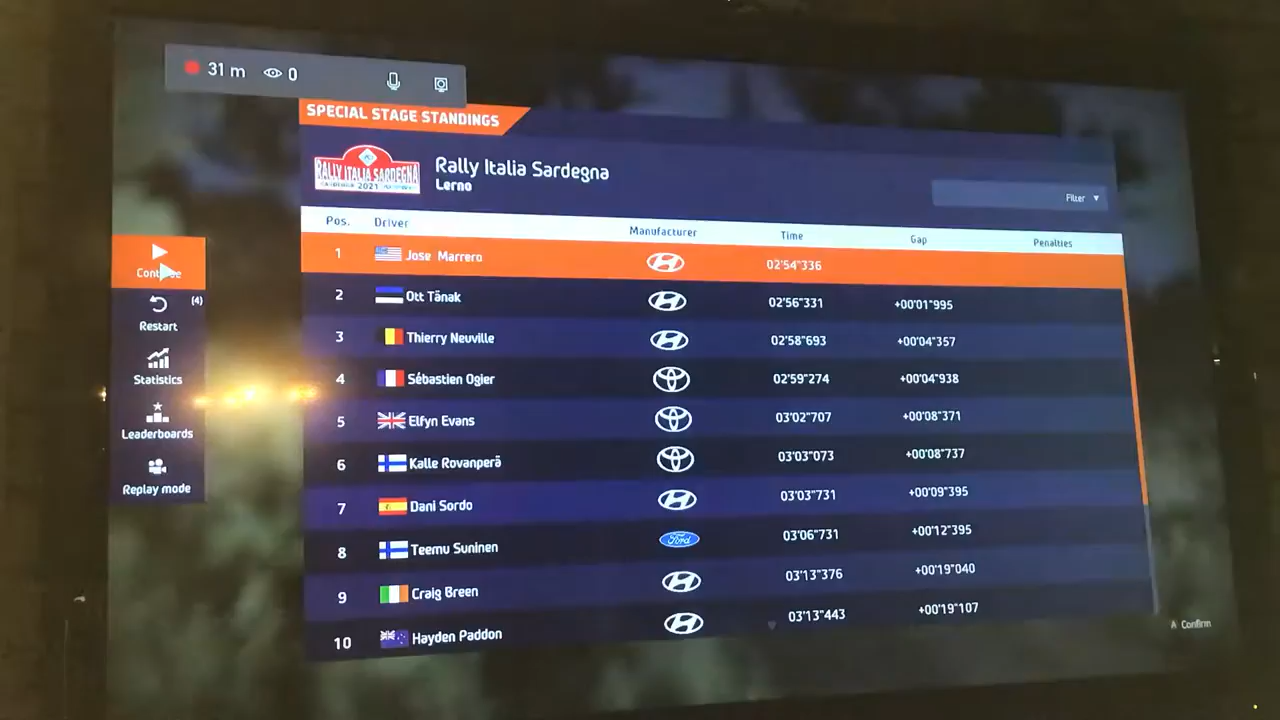 31 m 0
SPECIAL STAGE STANDINGS
RALLY ITALIA SARDEGNA
SARDEGNA 2021
Rally Italia Sardegna
Lerno
Filter
Pos. Driver Manufacturer Time Gap Penalties
1 Jose Marrero 02'54"336
2 Ott Tänak 02'56"331 +00'01"995
3 Thierry Neuville 02'58"693 +00'04"357
4 Sébastien Ogier 02'59"274 +00'04"938
5 Elfyn Evans 03'02"707 +00'08"371
6 Kalle Rovanperä 03'03"073 +00'08"737
7 Dani Sordo 03'03"731 +00'09"395
8 Teemu Suninen Ford 03'06"731 +00'12"395
9 Craig Breen 03'13"376 +00'19"040
10 Hayden Paddon 03'13"443 +00'19"107
Continue
(4)
Restart
Statistics
Leaderboards
Replay mode
A Confirm